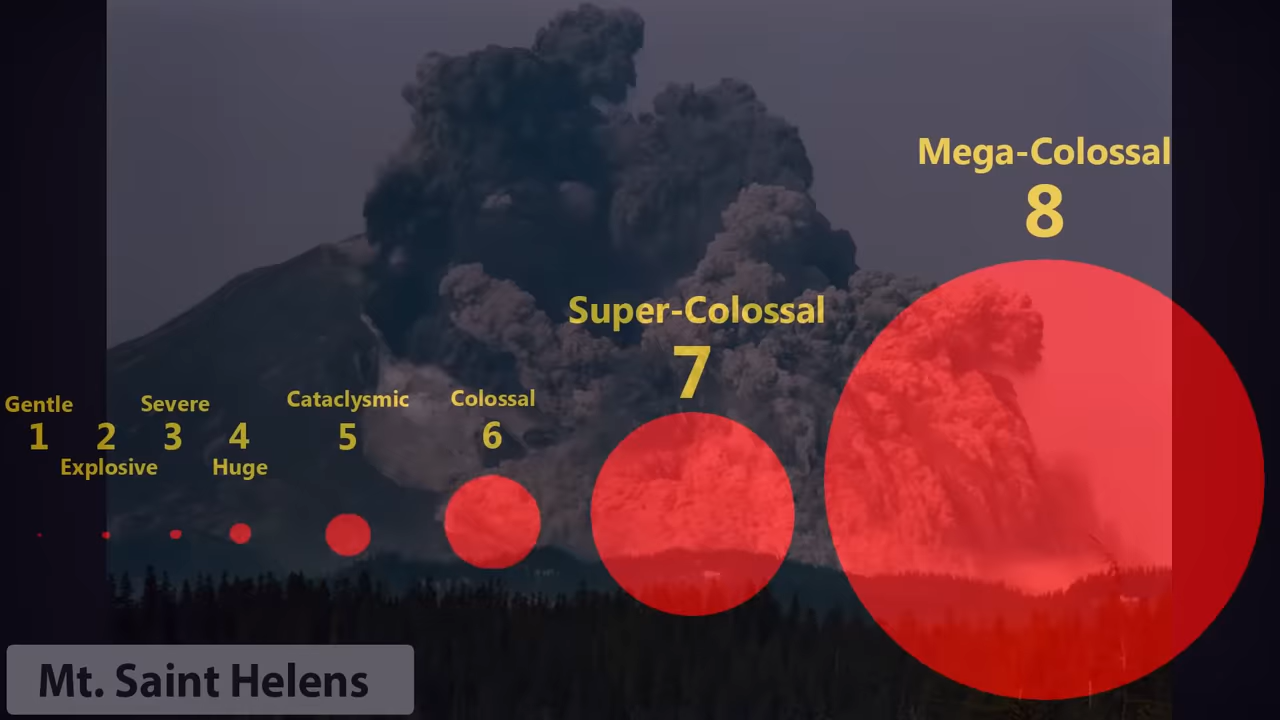 Mega-Colossal
8
Super-Colossal
7
Gentle
1
2
Explosive
Severe
3
4
Huge
Cataclysmic
5
Colossal
6
Mt. Saint Helens